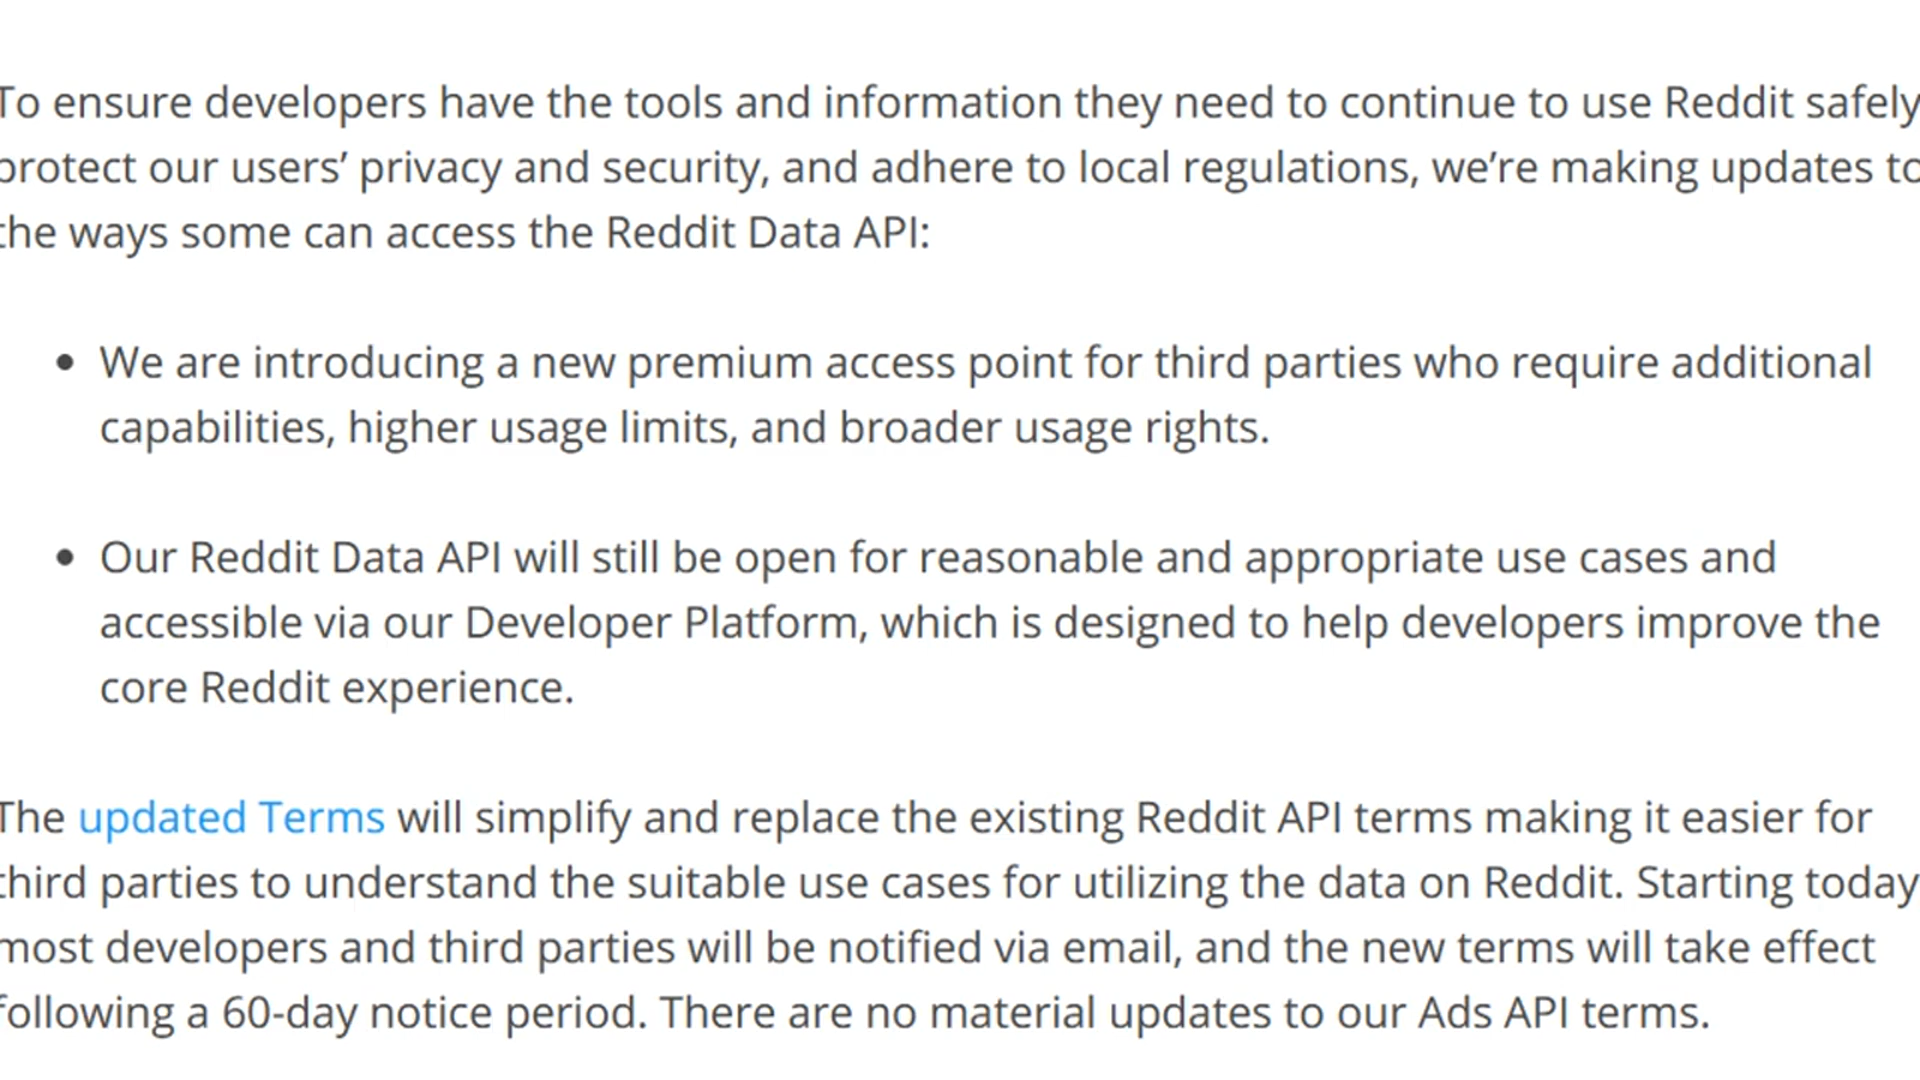 To ensure developers have the tools and information they need to continue to use Reddit safely
protect our users’ privacy and security, and adhere to local regulations, we’re making updates to
the ways some can access the Reddit Data API:
• We are introducing a new premium access point for third parties who require additional
capabilities, higher usage limits, and broader usage rights.
• Our Reddit Data API will still be open for reasonable and appropriate use cases and
accessible via our Developer Platform, which is designed to help developers improve the
core Reddit experience.
The updated Terms will simplify and replace the existing Reddit API terms making it easier for
third parties to understand the suitable use cases for utilizing the data on Reddit. Starting today
most developers and third parties will be notified via email, and the new terms will take effect
following a 60-day notice period. There are no material updates to our Ads API terms.